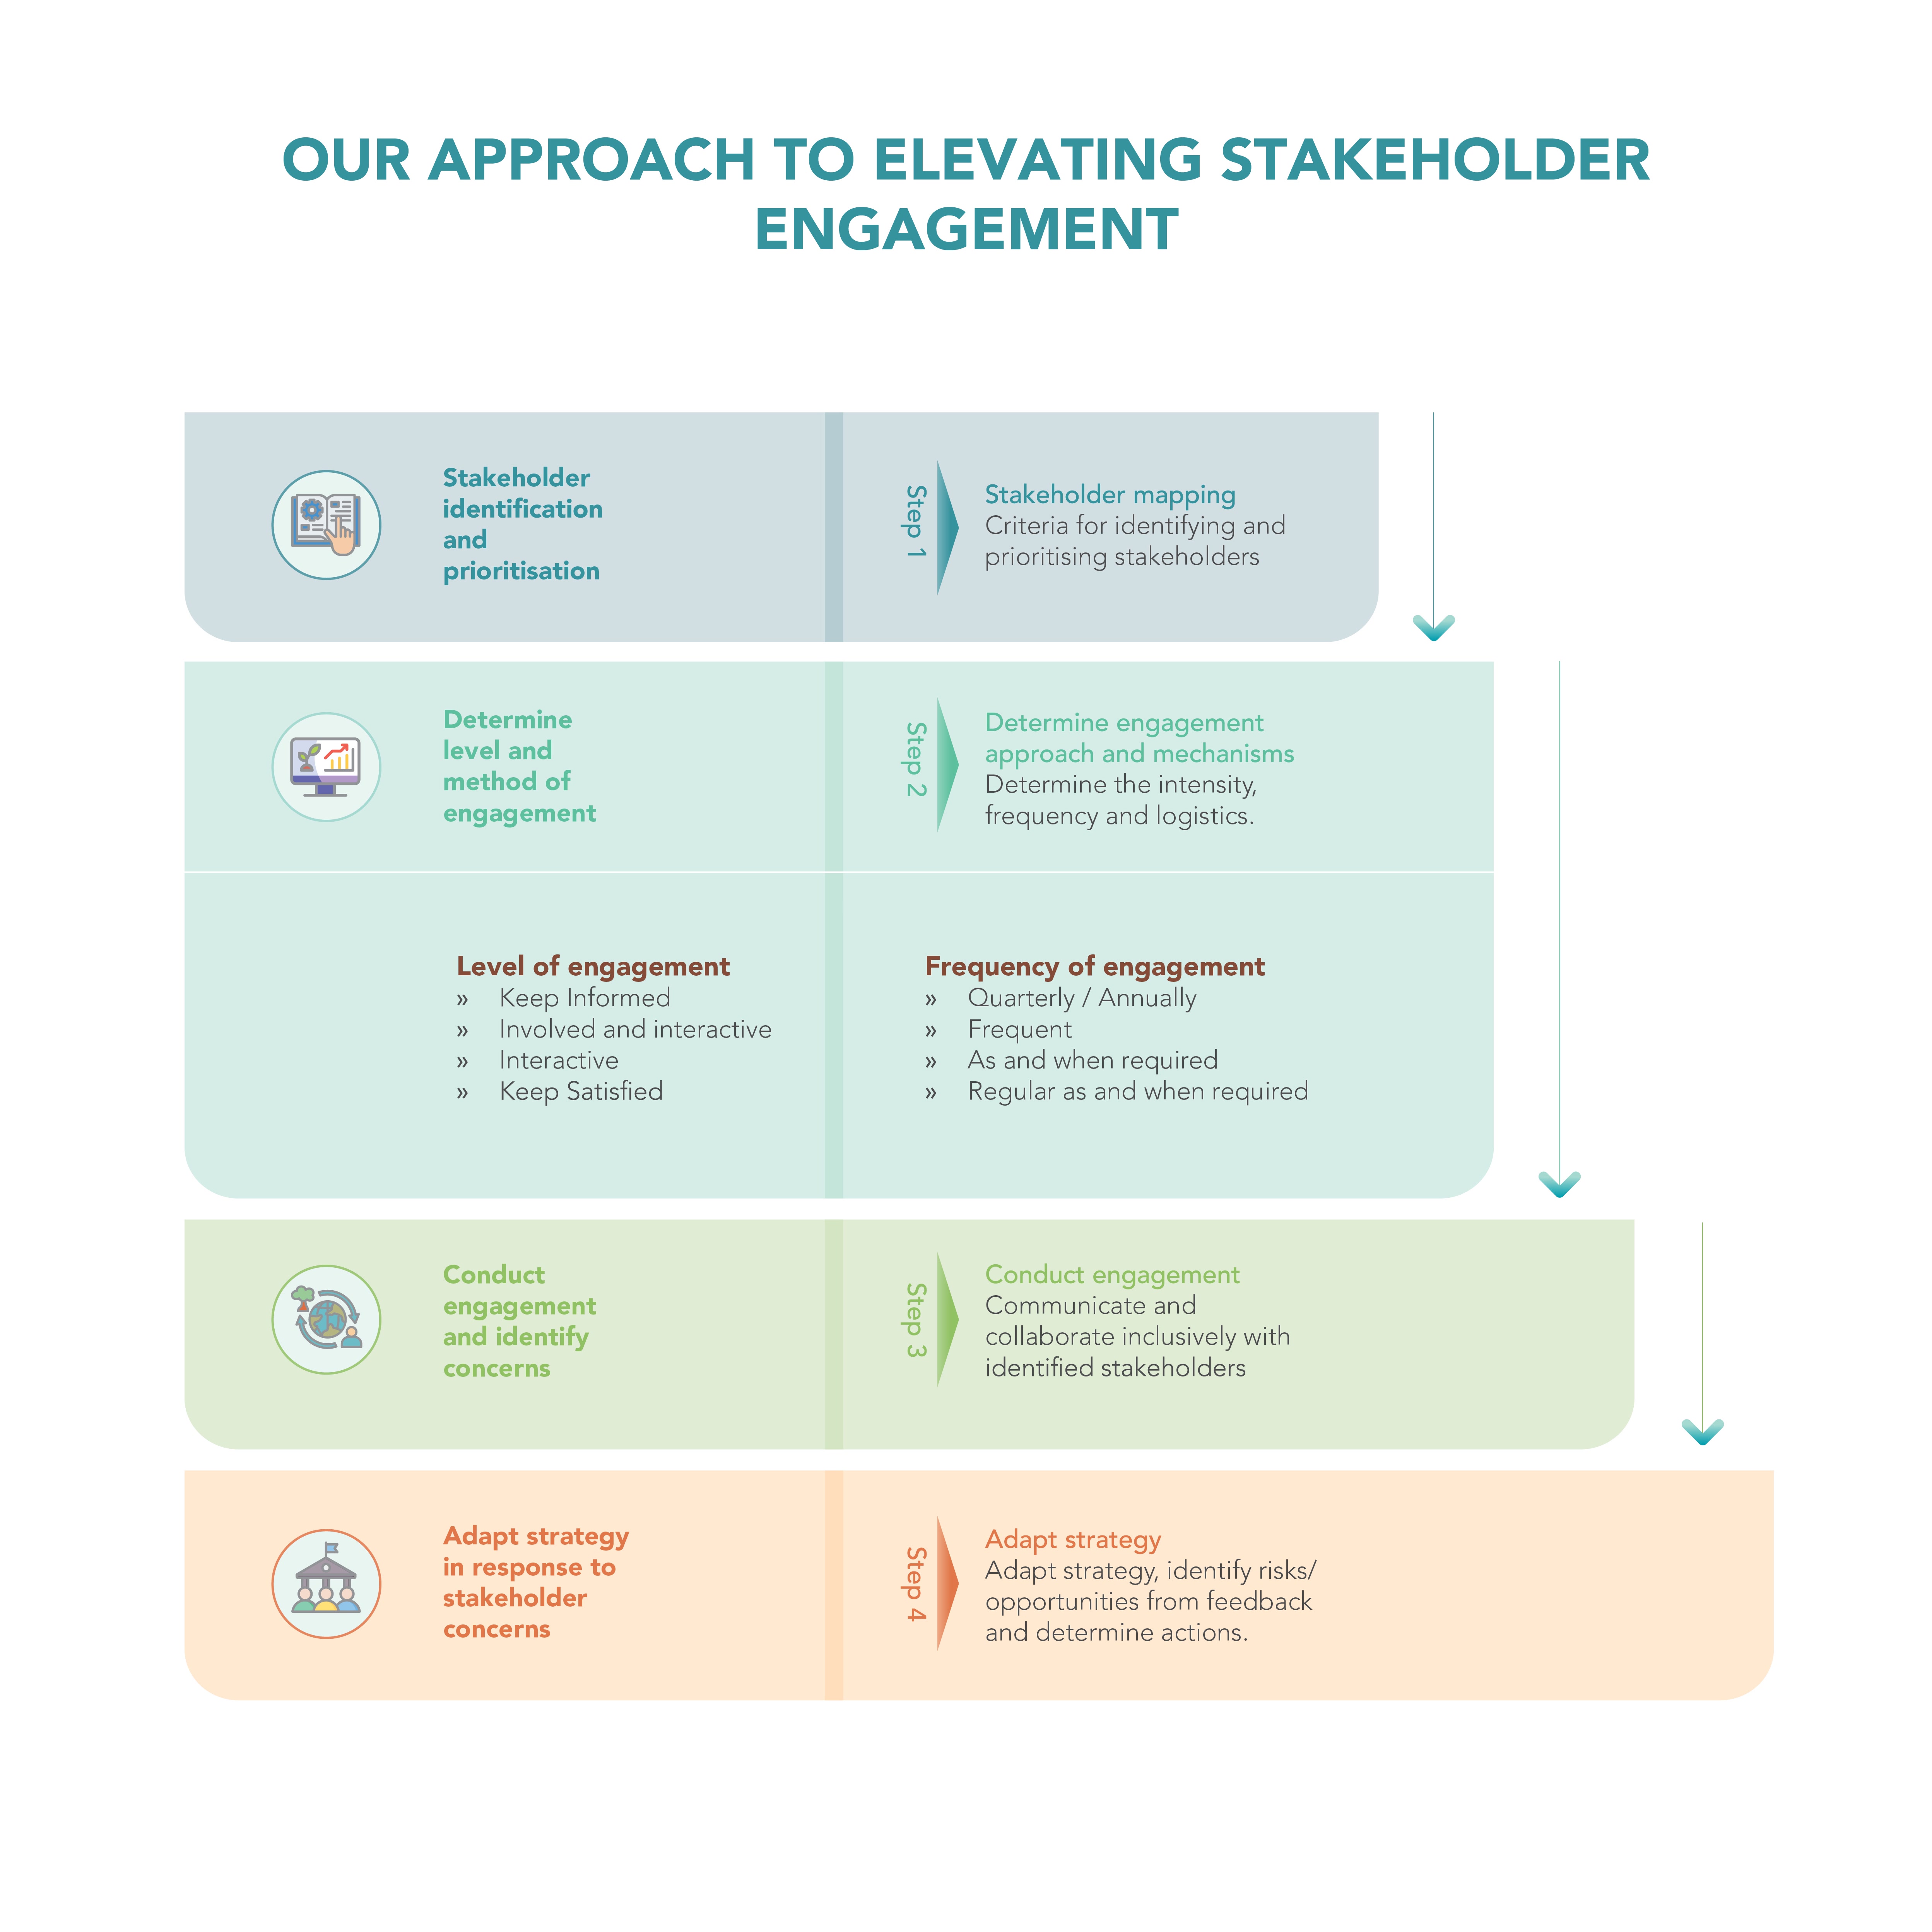 OUR APPROACH TO ELEVATING STAKEHOLDER
ENGAGEMENT
Stakeholder
identification
and
prioritisation
Step 1
Stakeholder mapping
Criteria for identifying and
prioritising stakeholders
Determine
level and
method of
engagement
Step 2
Determine engagement
approach and mechanisms
Determine the intensity,
frequency and logistics.
Level of engagement
» Keep Informed
» Involved and interactive
» Interactive
» Keep Satisfied
Frequency of engagement
» Quarterly / Annually
» Frequent
» As and when required
» Regular as and when required
Conduct
engagement
and identify
concerns
Step 3
Conduct engagement
Communicate and
collaborate inclusively with
identified stakeholders
Adapt strategy
in response to
stakeholder
concerns
Step 4
Adapt strategy
Adapt strategy, identify risks/
opportunities from feedback
and determine actions.